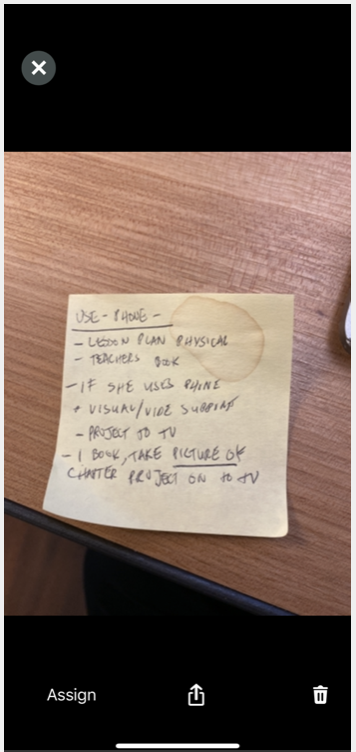 USE - PHONE -
- LESSON PLAN PHYSICAL
- TEACHERS BOOK
- IF SHE USES PHONE
+ VISUAL/VIDE SUPPORT
- PROJECT TO TV
- 1 BOOK, TAKE PICTURE OF
CHAPTER PROJECT ON TO TV
Assign